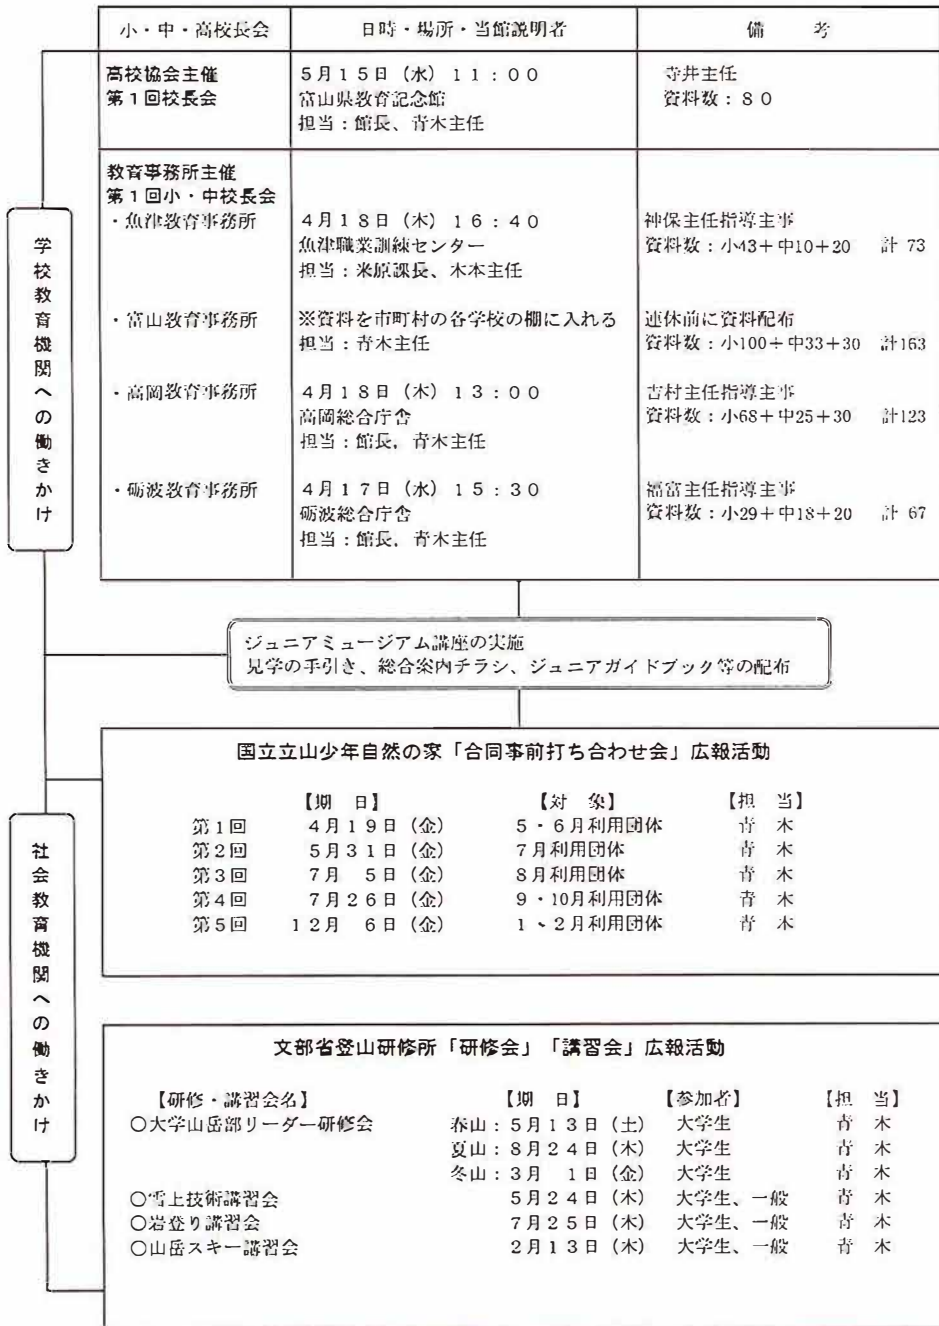 小・中・高校長会 日時・場所・当館説明者 備 考
高校協会主催 5月15日（水）11：00 寺井主任
第1回校長会 富山県教育記念館 資料数：80
担当：館長、青木主任
教育事務所主催
第1回小・中校長会
・魚津教育事務所 4月18日（木）16：40 神保主任指導主事
魚津職業訓練センター 資料数：小43＋中10＋20 計 73
担当：米原課長、木本主任
・富山教育事務所 ※資料を市町村の各学校の棚に入れる 連休前に資料配布
担当：青木主任 資料数：小100＋中33＋30 計163
・高岡教育事務所 4月18日（木）13：00 吉村主任指導主事
高岡総合庁舎 資料数：小68＋中25＋30 計123
担当：館長，青木主任
・砺波教育事務所 4月17日（水）15：30 福富主任指導主事
砺波総合庁舎 資料数：小29＋中18＋20 計 67
担当：館長，青木主任
学校教育機関への働きかけ
ジュニアミュージアム講座の実施
見学の手引き、総合案内チラシ、ジュニアガイドブック等の配布
国立立山少年自然の家「合同事前打ち合わせ会」広報活動
【期 日】 【対 象】 【担 当】
第1回 4月19日（金） 5・6月利用団体 青 木
第2回 5月31日（金） 7月利用団体 青 木
第3回 7月 5日（金） 8月利用団体 青 木
第4回 7月26日（金） 9・10月利用団体 青 木
第5回 12月 6日（金） 1、2月利用団体 青 木
社会教育機関への働きかけ
文部省登山研修所「研修会」「講習会」広報活動
【研修・講習会名】 【期 日】 【参加者】 【担 当】
○大学山岳部リーダー研修会 春山：5月13日（土） 大学生 青 木
夏山：8月24日（木） 大学生 青 木
冬山：3月 1日（金） 大学生 青 木
○雪上技術講習会 5月24日（木） 大学生、一般 青 木
○岩登り講習会 7月25日（木） 大学生、一般 青 木
○山岳スキー講習会 2月13日（木） 大学生、一般 青 木